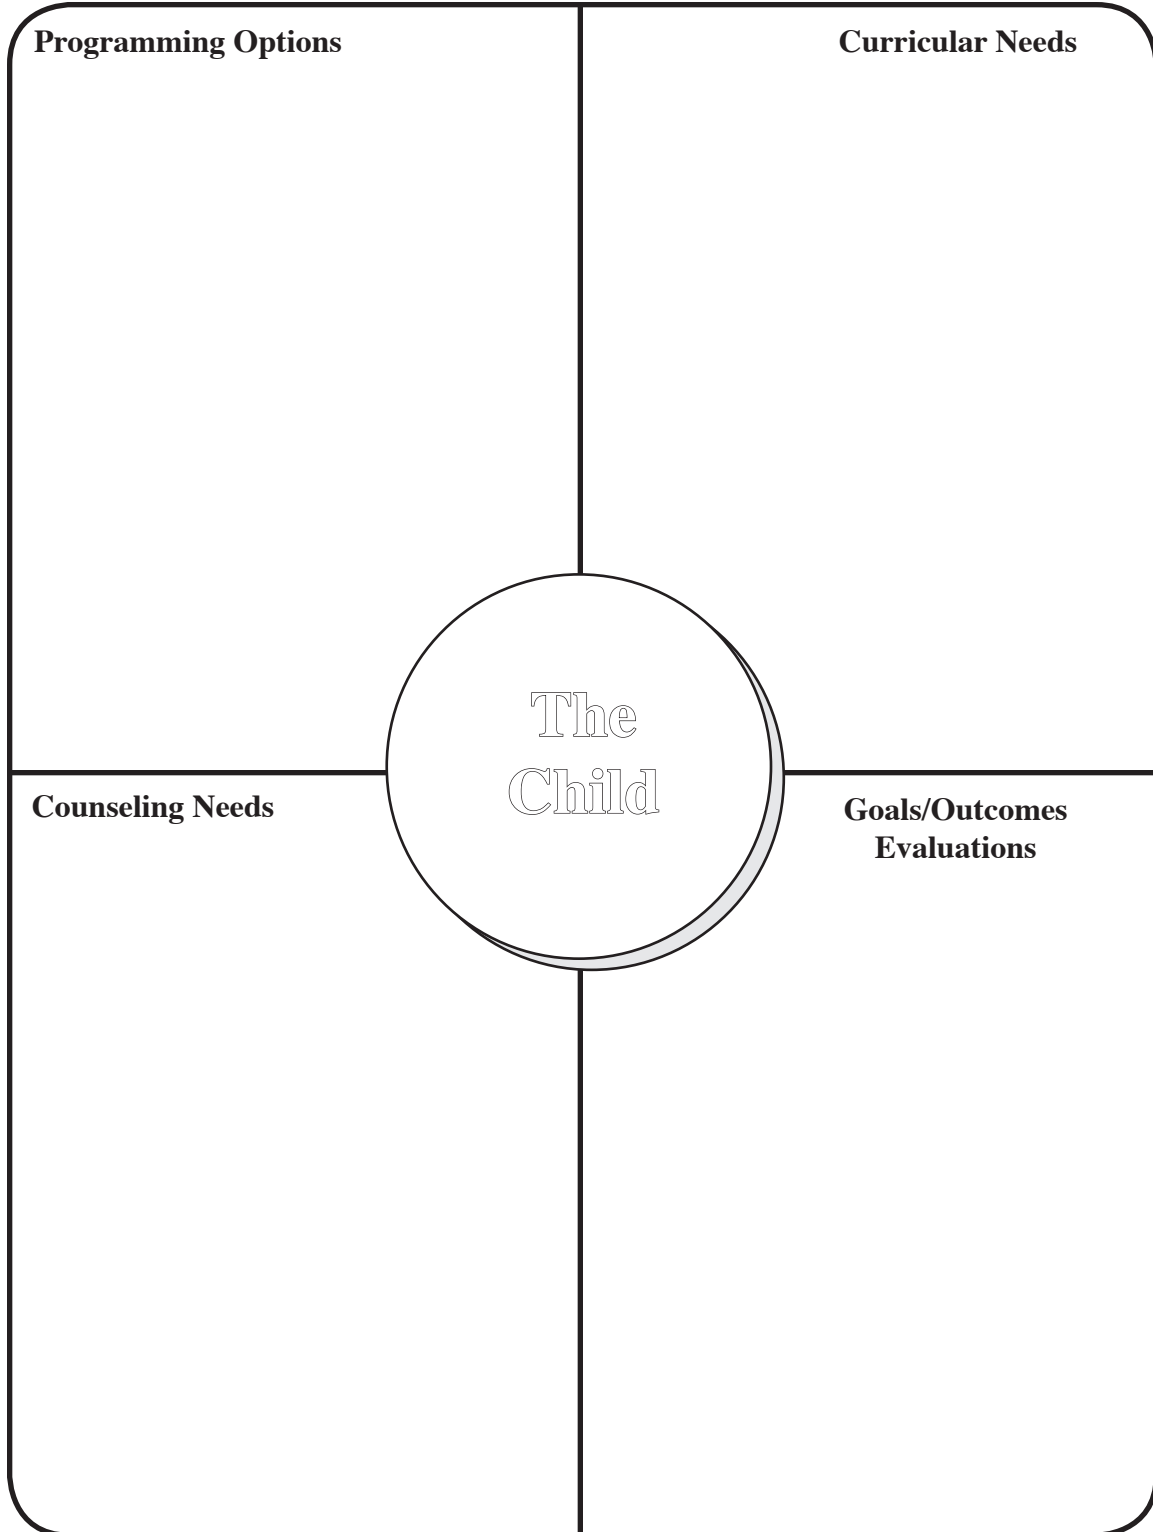 Programming Options
Curricular Needs
The
Child
Counseling Needs
Goals/Outcomes
Evaluations